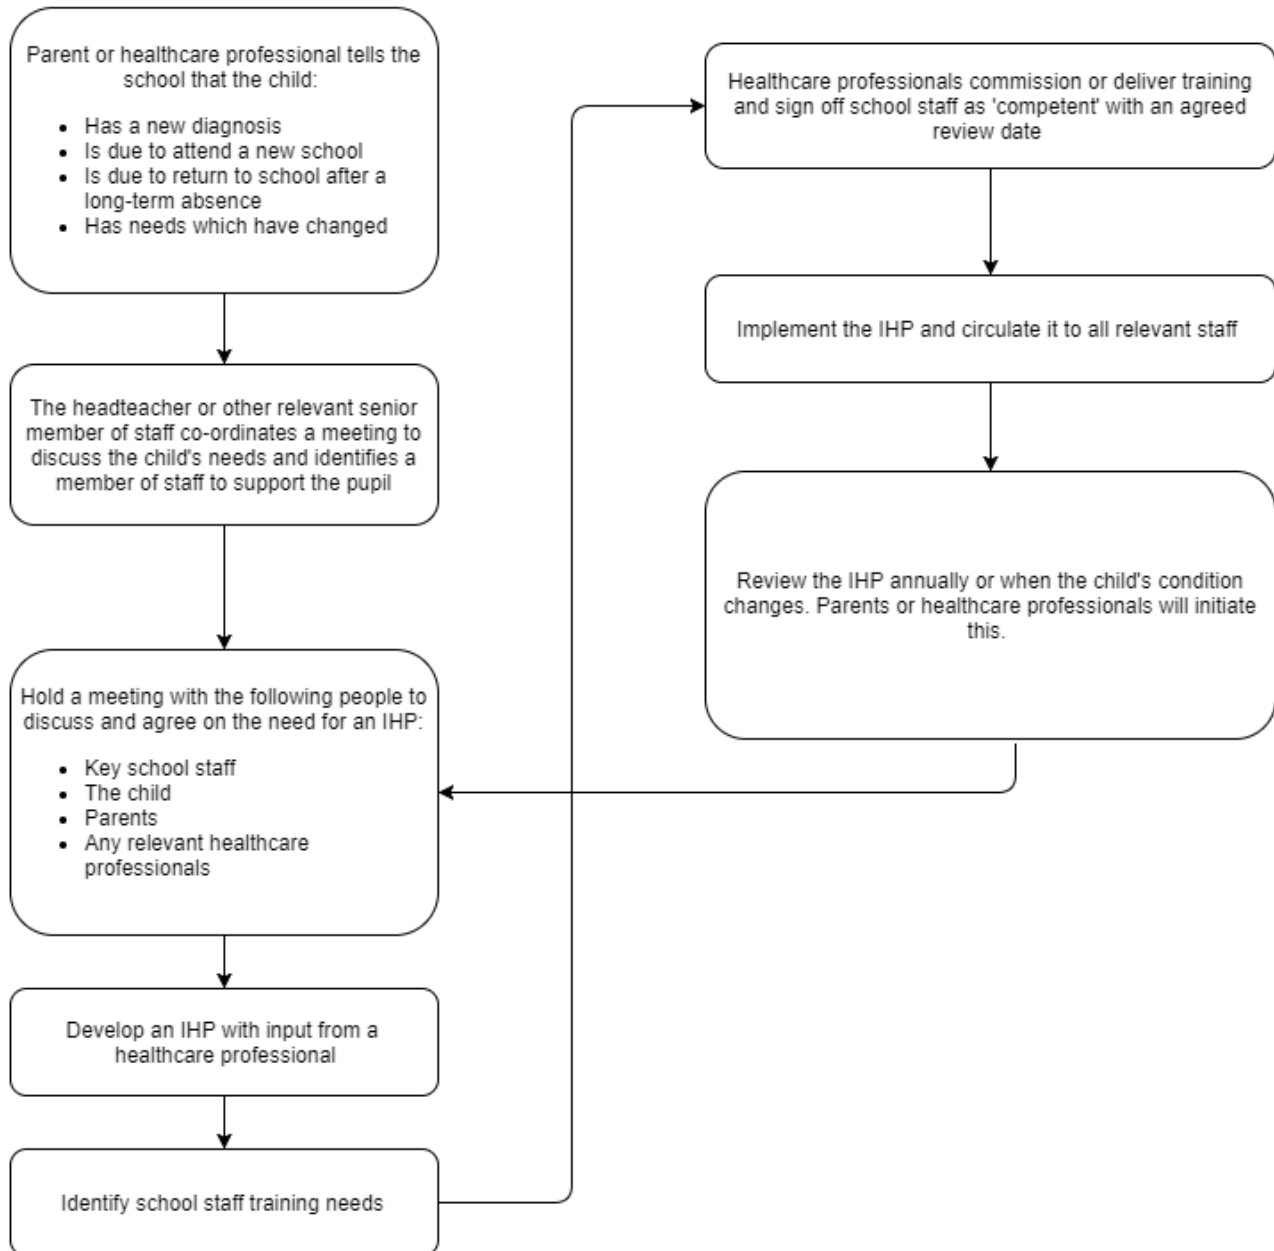 Parent or healthcare professional tells the
school that the child:
• Has a new diagnosis
• Is due to attend a new school
• Is due to return to school after a
long-term absence
• Has needs which have changed
The headteacher or other relevant senior
member of staff co-ordinates a meeting to
discuss the child's needs and identifies a
member of staff to support the pupil
Hold a meeting with the following people to
discuss and agree on the need for an IHP:
• Key school staff
• The child
• Parents
• Any relevant healthcare
professionals
Develop an IHP with input from a
healthcare professional
Identify school staff training needs
Healthcare professionals commission or deliver training
and sign off school staff as 'competent' with an agreed
review date
Implement the IHP and circulate it to all relevant staff
Review the IHP annually or when the child's condition
changes. Parents or healthcare professionals will initiate
this.